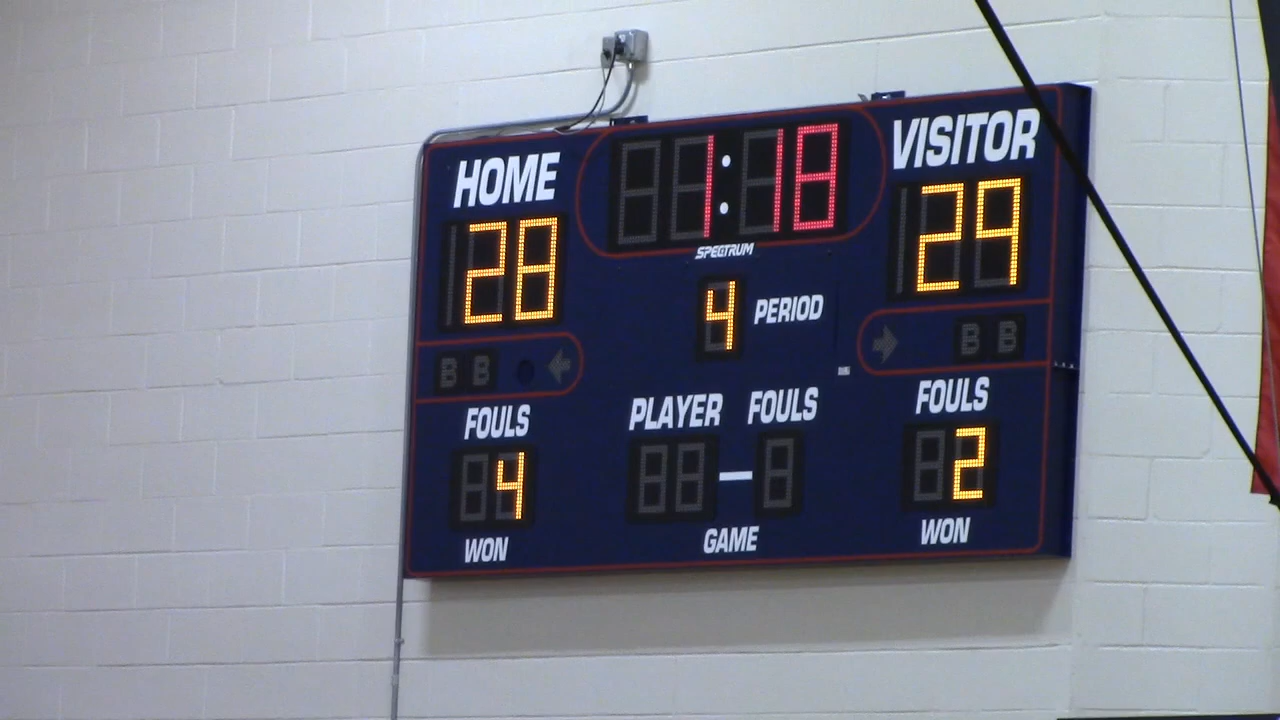 HOME 1:18 VISITOR
28 29
SPECTRUM
4 PERIOD
B B B B
FOULS PLAYER FOULS FOULS
4 2
WON GAME WON